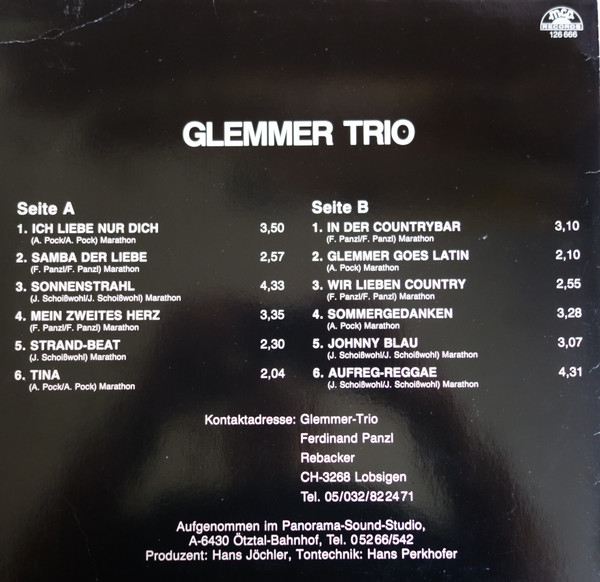 MCP
RECORDS
126 666
GLEMMER TRIO
Seite A
1. ICH LIEBE NUR DICH 3,50
(A. Pock/A. Pock) Marathon
2. SAMBA DER LIEBE 2,57
(F. Panzl/F. Panzl) Marathon
3. SONNENSTRAHL 4,33
(J. Schoißwohl/J. Schoißwohl) Marathon
4. MEIN ZWEITES HERZ 3,35
(F. Panzl/F. Panzl) Marathon
5. STRAND-BEAT 2,30
(J. Schoißwohl) Marathon
6. TINA 2,04
(A. Pock/A. Pock) Marathon
Seite B
1. IN DER COUNTRYBAR 3,10
(F. Panzl/F. Panzl) Marathon
2. GLEMMER GOES LATIN 2,10
(A. Pock) Marathon
3. WIR LIEBEN COUNTRY 2,55
(F. Panzl/F. Panzl) Marathon
4. SOMMERGEDANKEN 3,28
(A. Pock) Marathon
5. JOHNNY BLAU 3,07
(J. Schoißwohl/J. Schoißwohl) Marathon
6. AUFREG-REGGAE 4,31
(J. Schoißwohl/J. Schoißwohl) Marathon
Kontaktadresse: Glemmer-Trio
Ferdinand Panzl
Rebacker
CH-3268 Lobsigen
Tel. 05/032/822471
Aufgenommen im Panorama-Sound-Studio,
A-6430 Ötztal-Bahnhof, Tel. 05266/542
Produzent: Hans Jöchler, Tontechnik: Hans Perkhofer